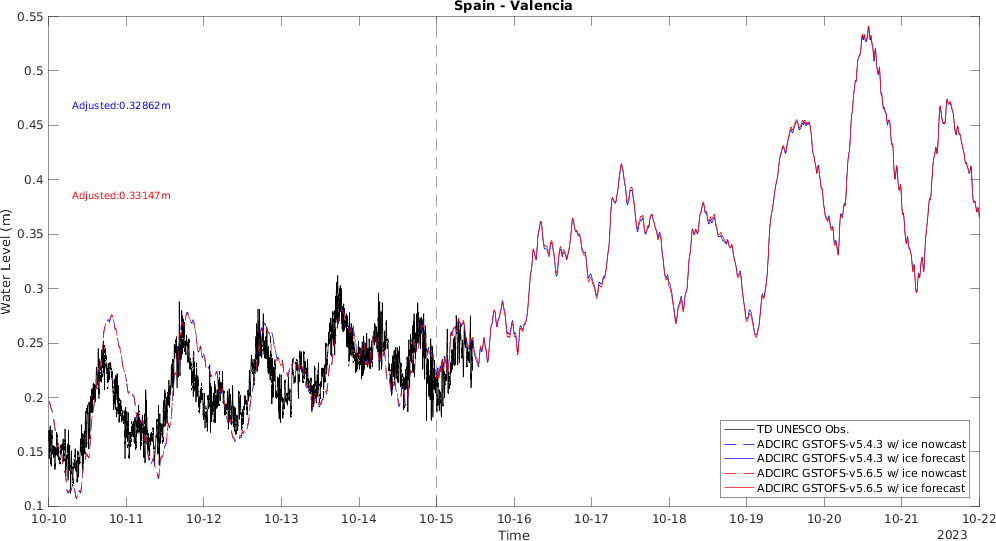 Spain - Valencia
0.55
0.5
0.45
0.4
0.35
0.3
0.25
0.2
0.15
0.1
Water Level (m)
Adjusted:0.32862m
Adjusted:0.33147m
TD UNESCO Obs.
ADCIRC GSTOFS-v5.4.3 w/ ice nowcast
ADCIRC GSTOFS-v5.4.3 w/ ice forecast
ADCIRC GSTOFS-v5.6.5 w/ ice nowcast
ADCIRC GSTOFS-v5.6.5 w/ ice forecast
10-10 10-11 10-12 10-13 10-14 10-15 10-16 10-17 10-18 10-19 10-20 10-21 10-22
Time
2023